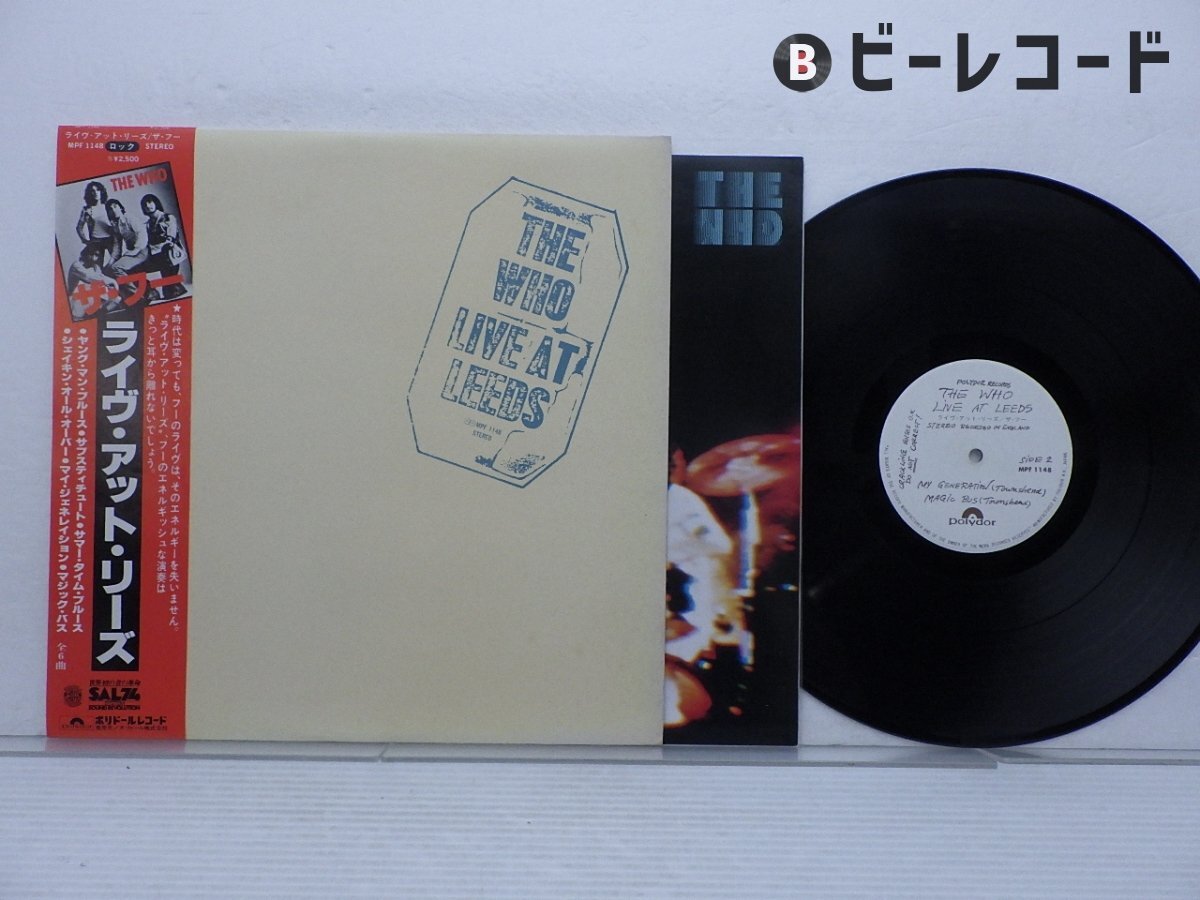 B ビーレコード
ライヴ・アット・リーズ/ザ・フー
MPF 1148 ロック STEREO
¥2,500
THE WHO
ザ・フー
★時代は変っても、フーのライヴは、そのエネルギーを失いません。
“ライヴ・アット・リーズ”、フーのエネルギッシュな演奏は
きっと耳から離れないでしょう。
ライヴ・アット・リーズ
●ヤング・マン・ブルース●サブスティチュート●サマー・タイム・ブルース
●シェイキン・オール・オーバー●マイ・ジェネレイション●マジック・バス
全6曲
SAL74
SOUND REVOLUTION
ポリドールレコード
THE
WHO
LIVE AT
LEEDS
MPF 1148
STEREO
THE
WHO
POLYDOR RECORDS
THE WHO
LIVE AT LEEDS
ライヴ・アット・リーズ/ザ・フー
STEREO RECORDED IN ENGLAND
CRACKLING NOISES O.K.
DO NOT CORRECT!
SIDE 2
MPF 1148
MY GENERATION (Townshend)
MAGIC BUS (Townshend)
polydor